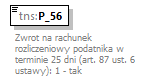 tns:P_56
Zwrot na rachunek
rozliczeniowy podatnika w
terminie 25 dni (art. 87 ust. 6
ustawy): 1 - tak